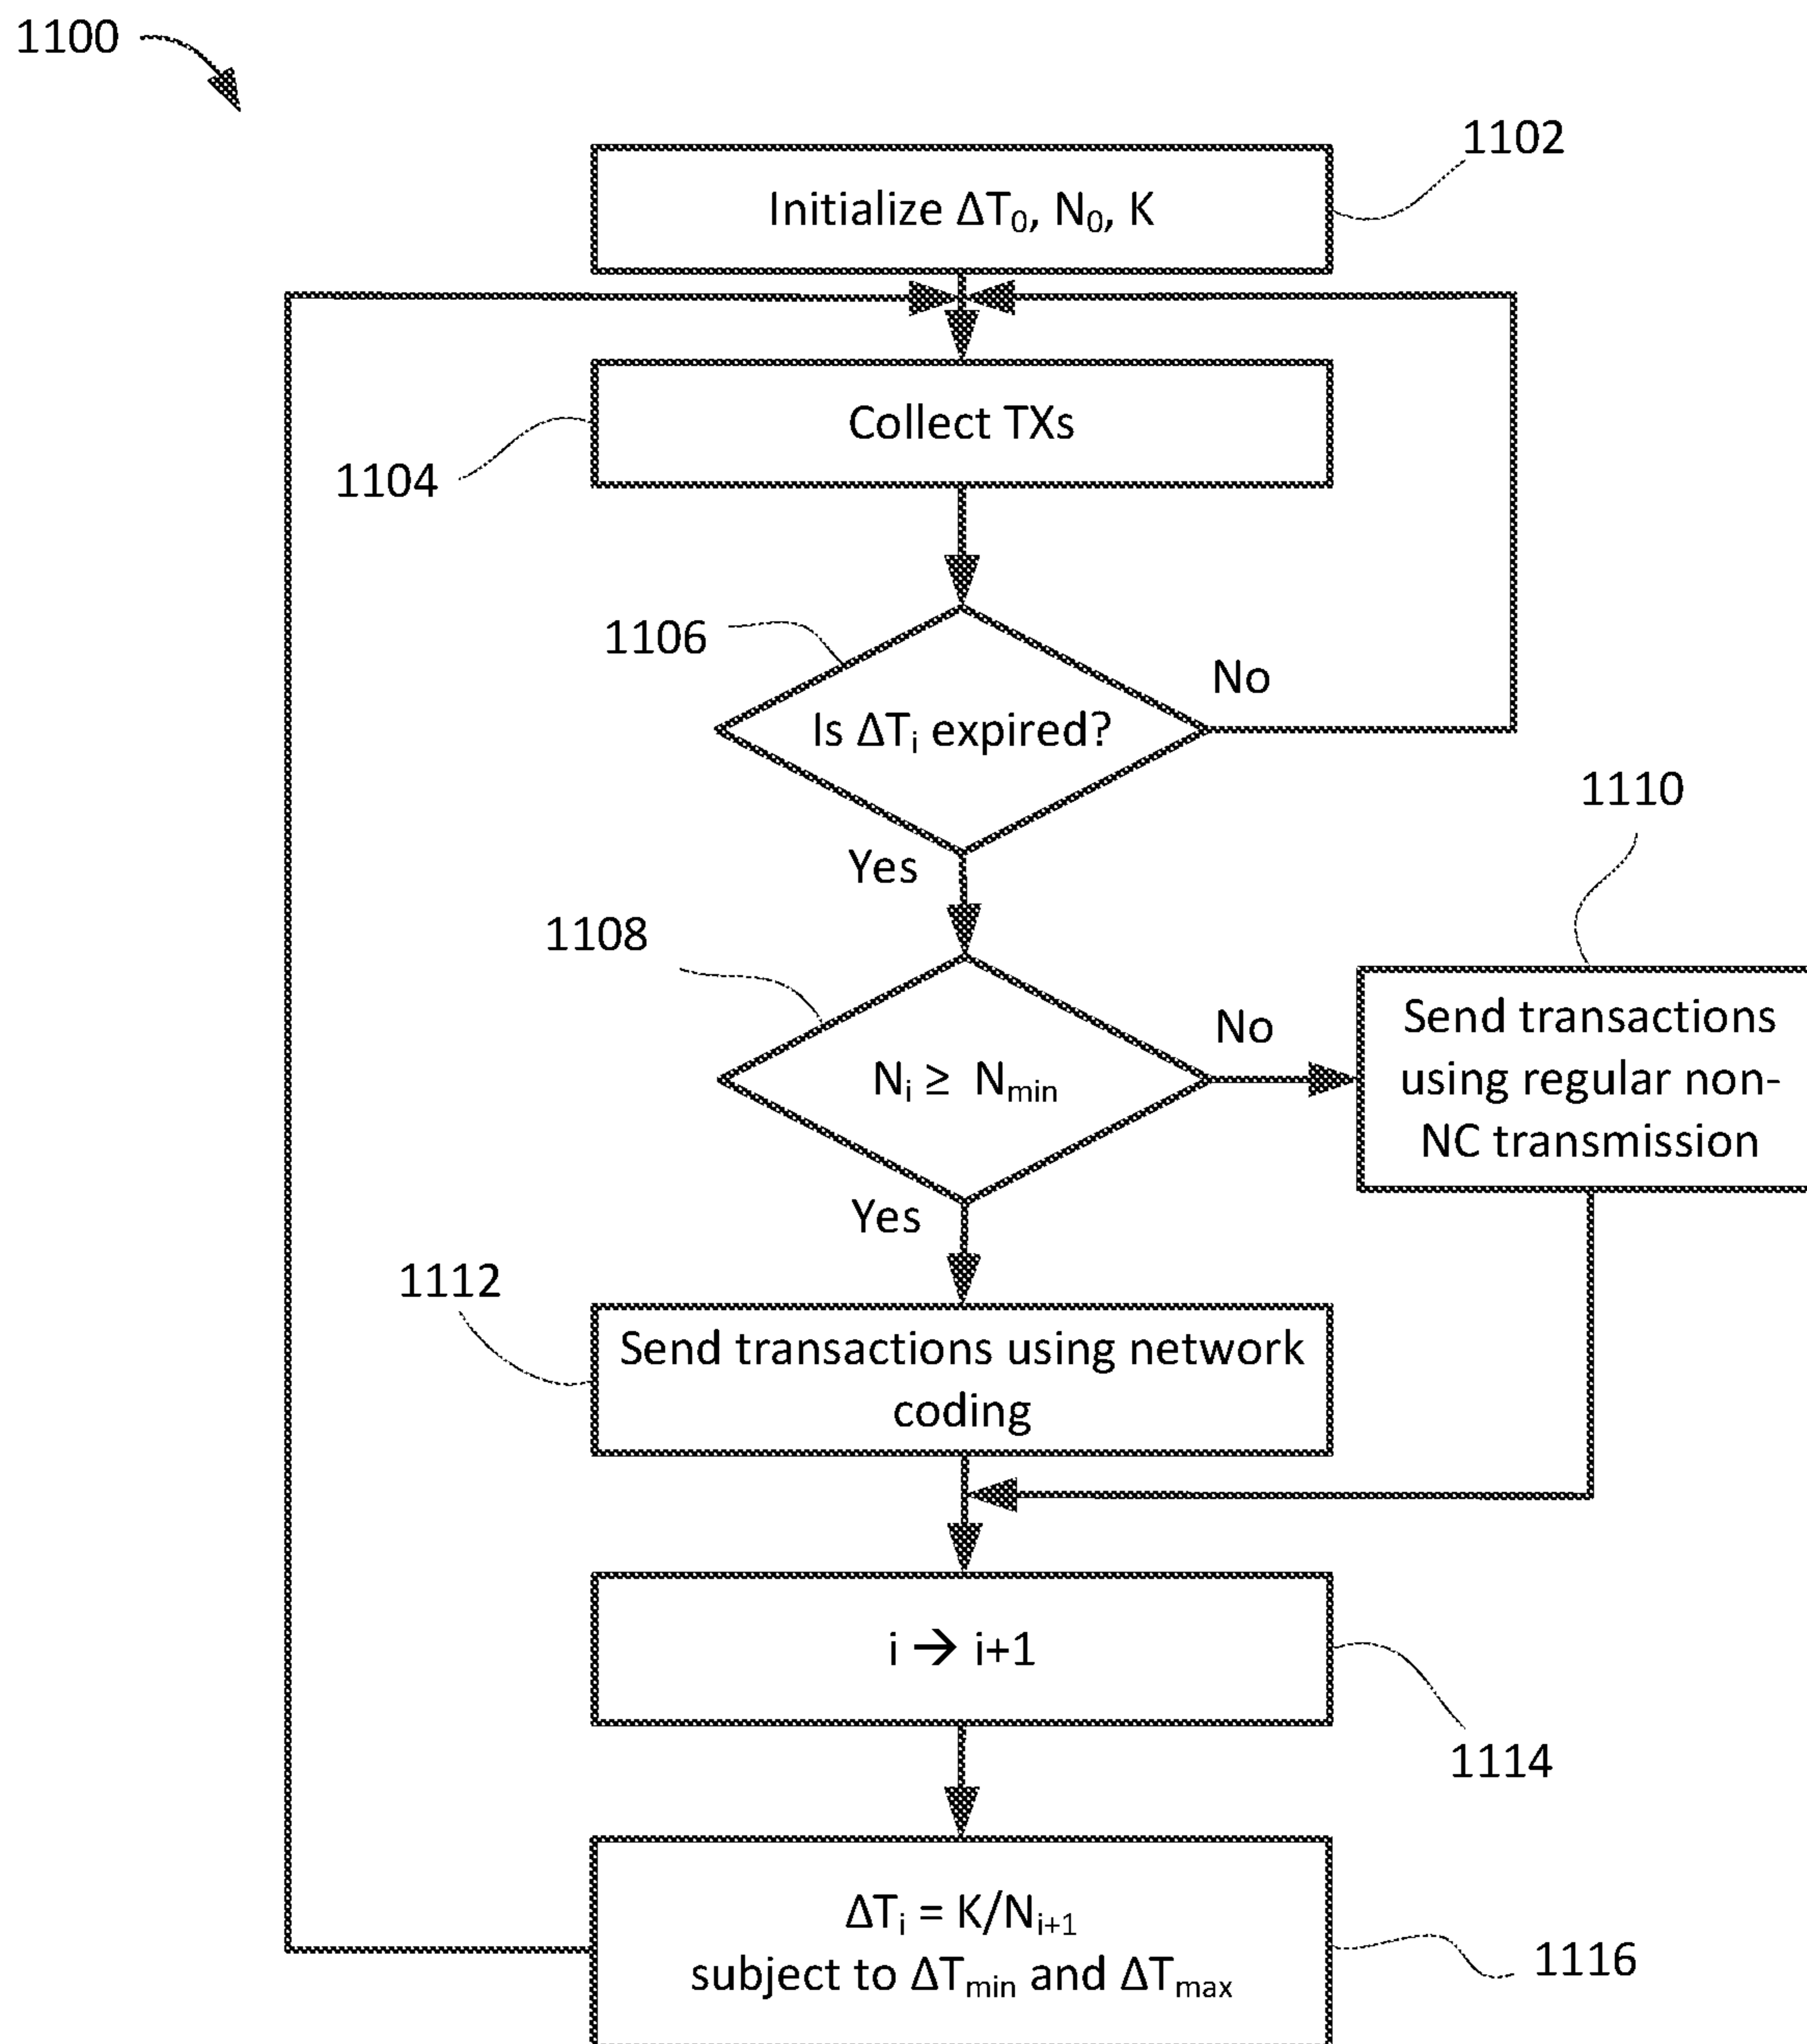 1100
1102
Initialize ΔT₀, N₀, K
Collect TXs
1104
1106
No
Is ΔTᵢ expired?
1110
Yes
1108
Send transactions
No
using regular non-
Nᵢ ≥ Nₘᵢₙ
NC transmission
Yes
1112
Send transactions using network
coding
i → i+1
1114
ΔTᵢ = K/Nᵢ₊₁
subject to ΔTₘᵢₙ and ΔTₘₐₓ
1116